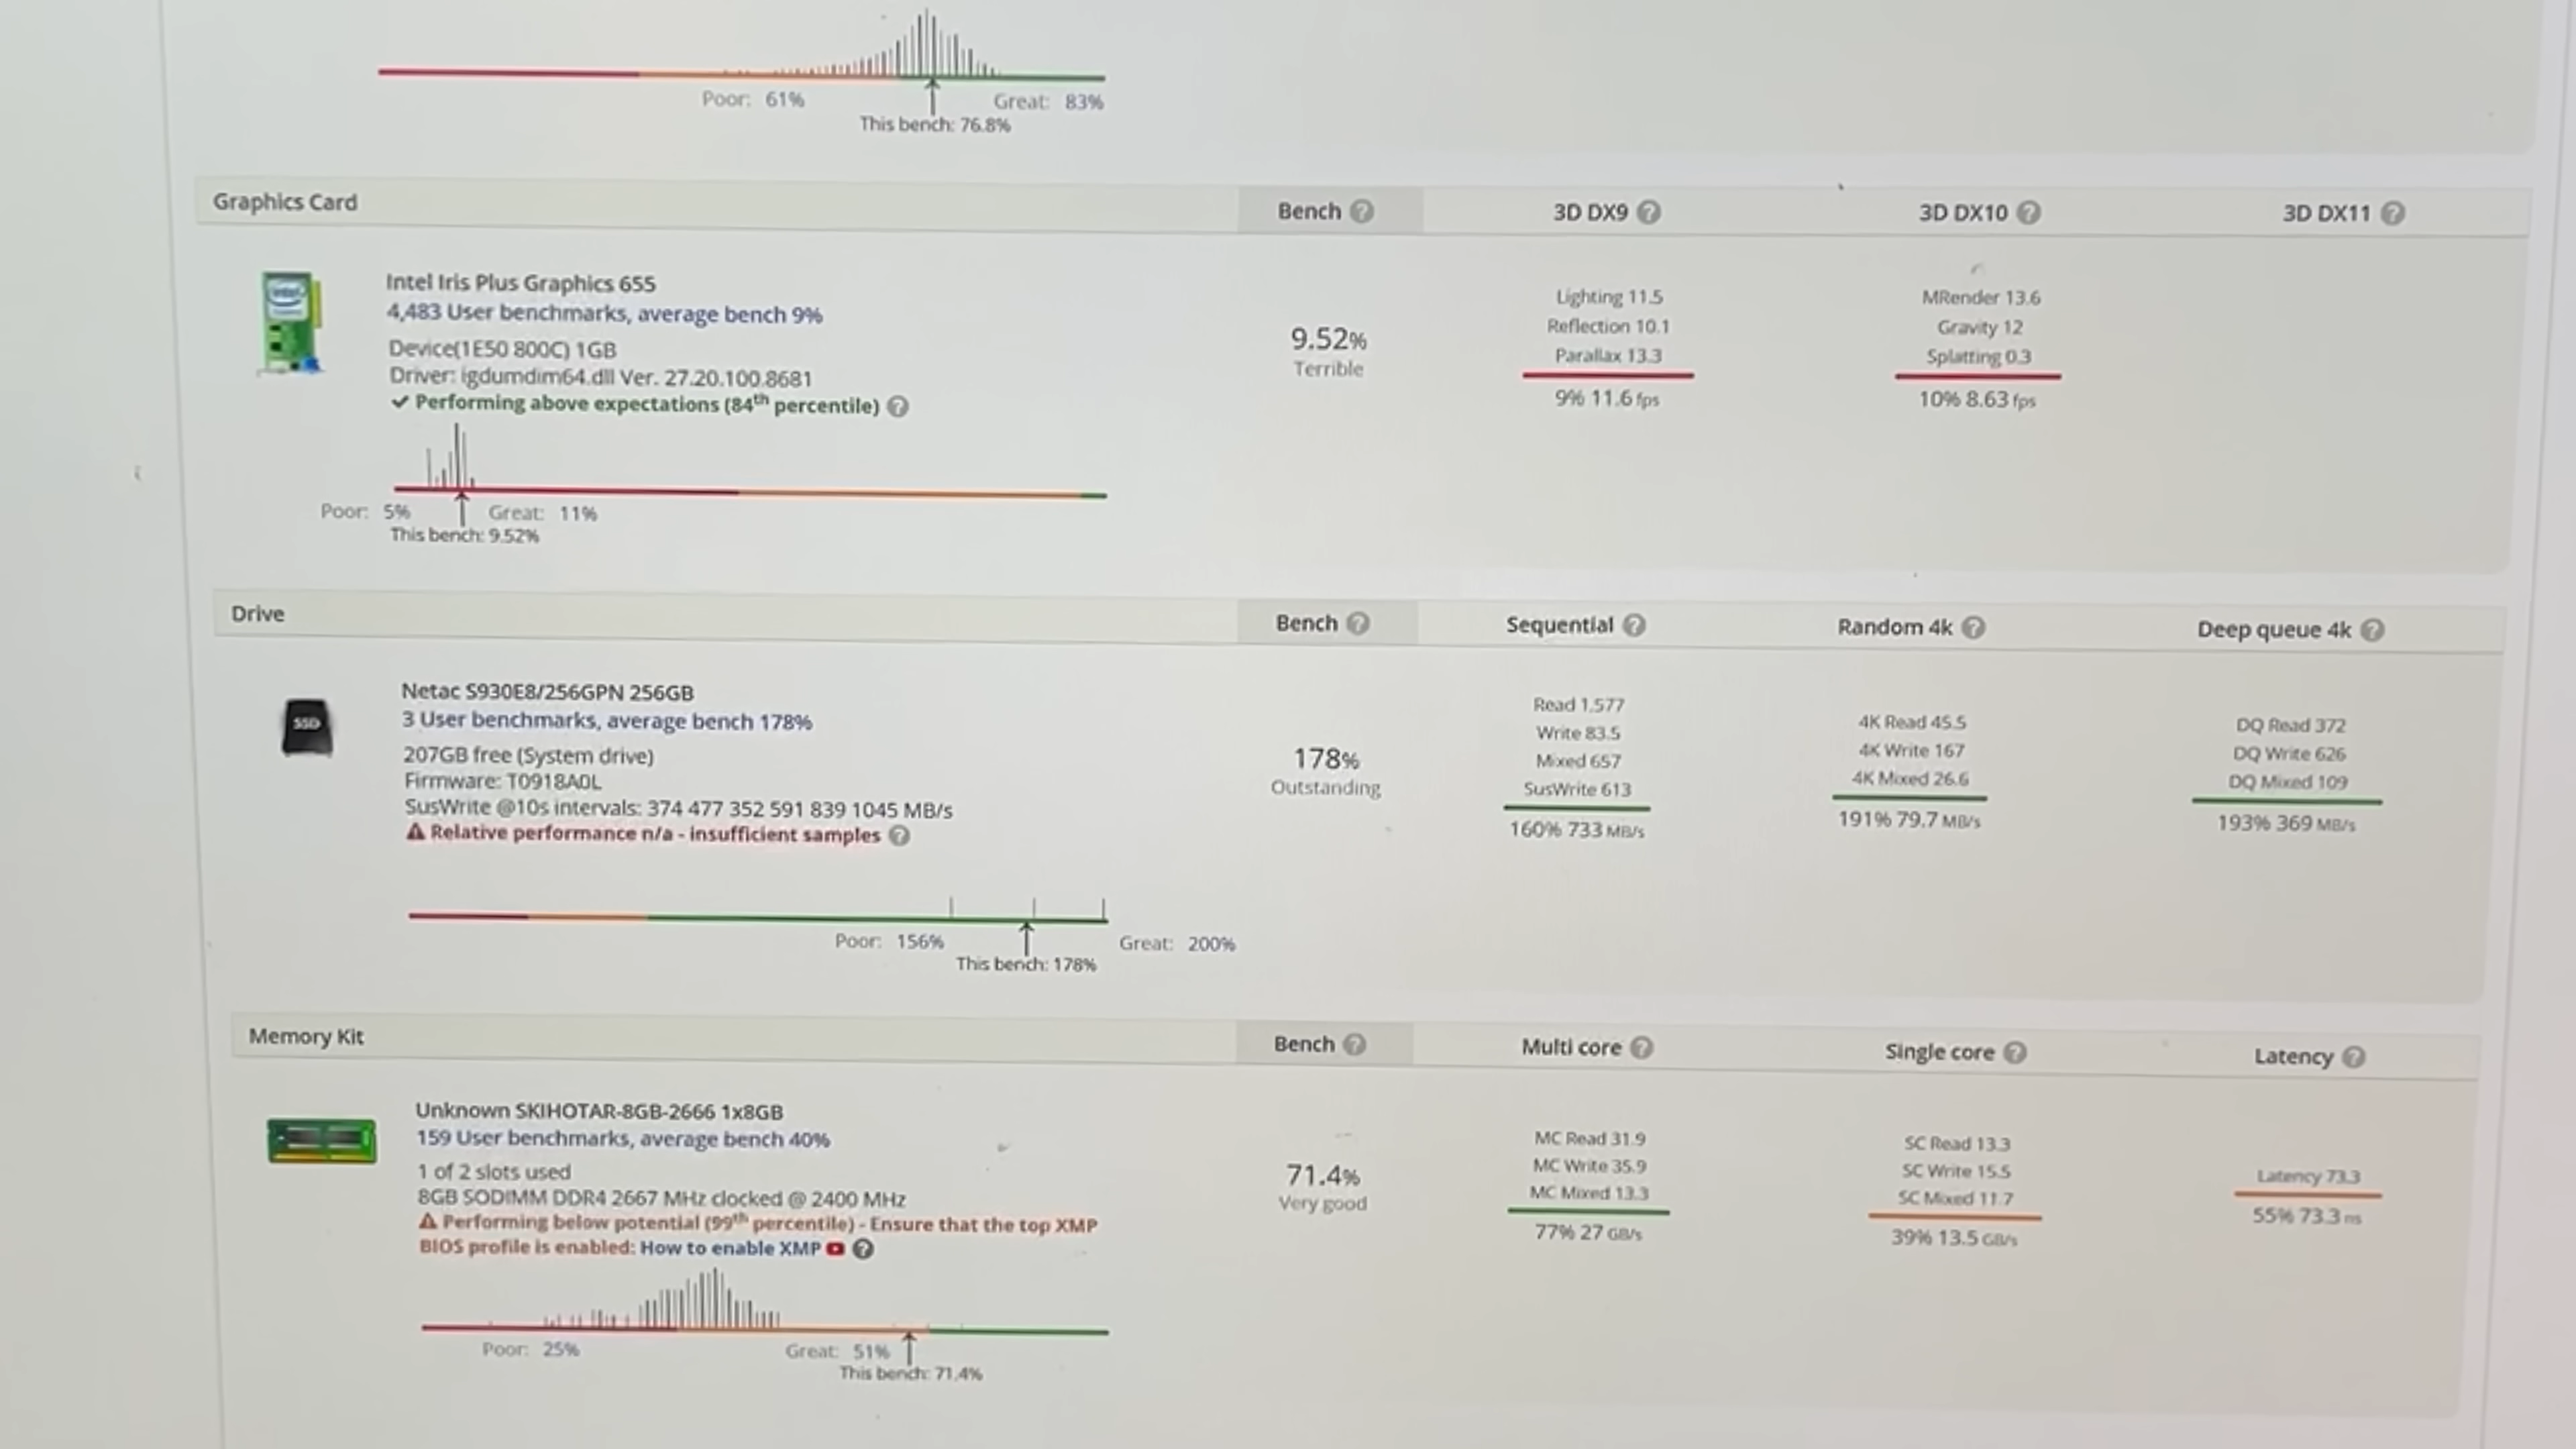 Poor: 61%
Great: 83%
This bench: 76.8%
Graphics Card
Bench
3D DX9
3D DX10
3D DX11
Intel Iris Plus Graphics 655
4,483 User benchmarks, average bench 9%
Device(1E50 800C) 1GB
Driver: igdumdim64.dll Ver. 27.20.100.8681
Performing above expectations (84th percentile)
9.52%
Terrible
Lighting 11.5
Reflection 10.1
Parallax 13.3
9% 11.6 fps
MRender 13.6
Gravity 12
Splatting 0.3
10% 8.63 fps
Poor: 5%
Great: 11%
This bench: 9.52%
Drive
Bench
Sequential
Random 4k
Deep queue 4k
SSD
Netac S930E8/256GPN 256GB
3 User benchmarks, average bench 178%
207GB free (System drive)
Firmware: T0918A0L
SusWrite @10s intervals: 374 477 352 591 839 1045 MB/s
Relative performance n/a - insufficient samples
178%
Outstanding
Read 1,577
Write 83.5
Mixed 657
SusWrite 613
160% 733 MB/s
4K Read 45.5
4K Write 167
4K Mixed 26.6
191% 79.7 MB/s
DQ Read 372
DQ Write 626
DQ Mixed 109
193% 369 MB/s
Poor: 156%
Great: 200%
This bench: 178%
Memory Kit
Bench
Multi core
Single core
Latency
Unknown SKIHOTAR-8GB-2666 1x8GB
159 User benchmarks, average bench 40%
1 of 2 slots used
8GB SODIMM DDR4 2667 MHz clocked @ 2400 MHz
Performing below potential (99th percentile) - Ensure that the top XMP
BIOS profile is enabled: How to enable XMP
71.4%
Very good
MC Read 31.9
MC Write 35.9
MC Mixed 13.3
77% 27 GB/s
SC Read 13.3
SC Write 15.5
SC Mixed 11.7
39% 13.5 GB/s
Latency 73.3
55% 73.3 ns
Poor: 25%
Great: 51%
This bench: 71.4%